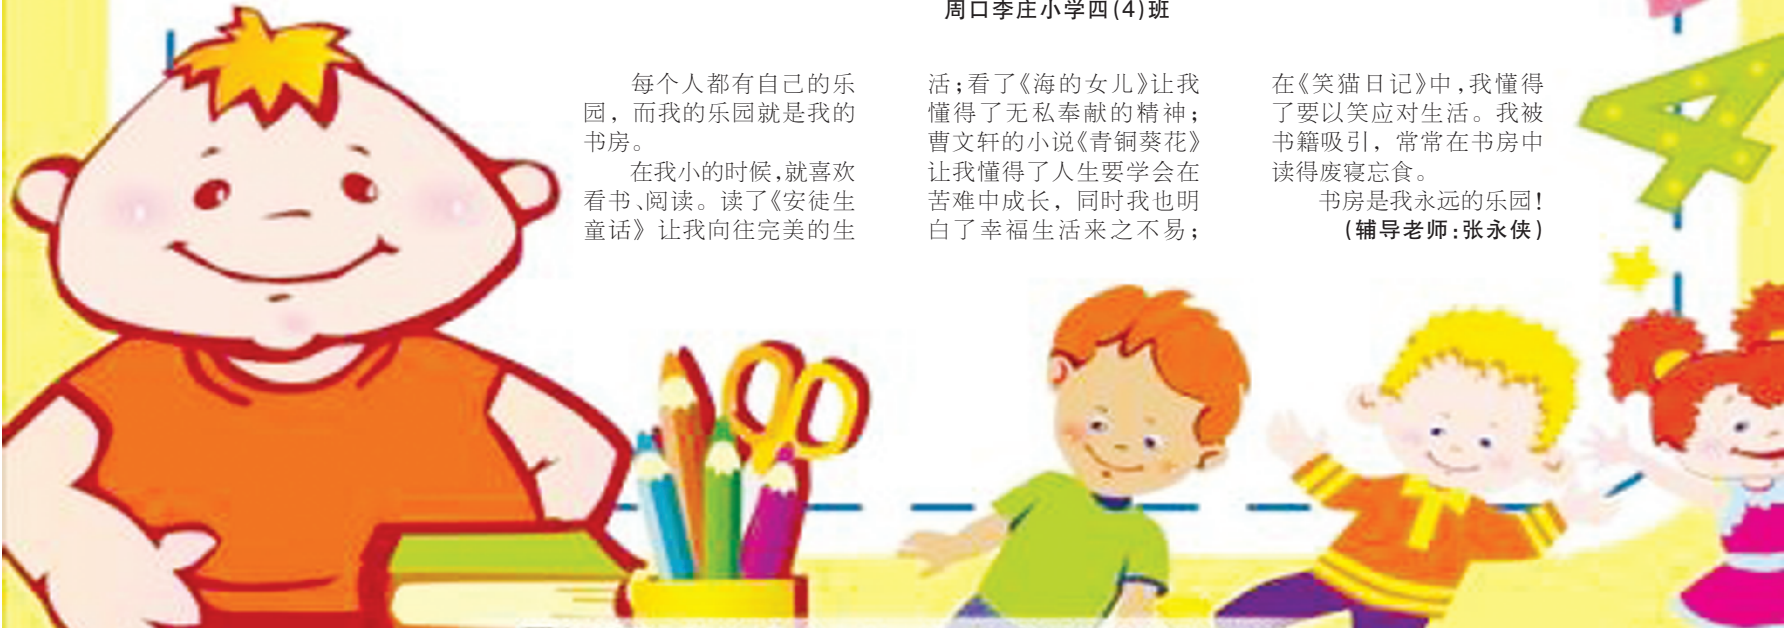 周口李庄小学四(4)班
每个人都有自己的乐
园，而我的乐园就是我的
书房。
在我小的时候，就喜欢
看书、阅读。读了《安徒生
童话》让我向往完美的生
活；看了《海的女儿》让我
懂得了无私奉献的精神；
曹文轩的小说《青铜葵花》
让我懂得了人生要学会在
苦难中成长，同时我也明
白了幸福生活来之不易；
在《笑猫日记》中，我懂得
了要以笑应对生活。我被
书籍吸引，常常在书房中
读得废寝忘食。
书房是我永远的乐园！
(辅导老师：张永侠)
4